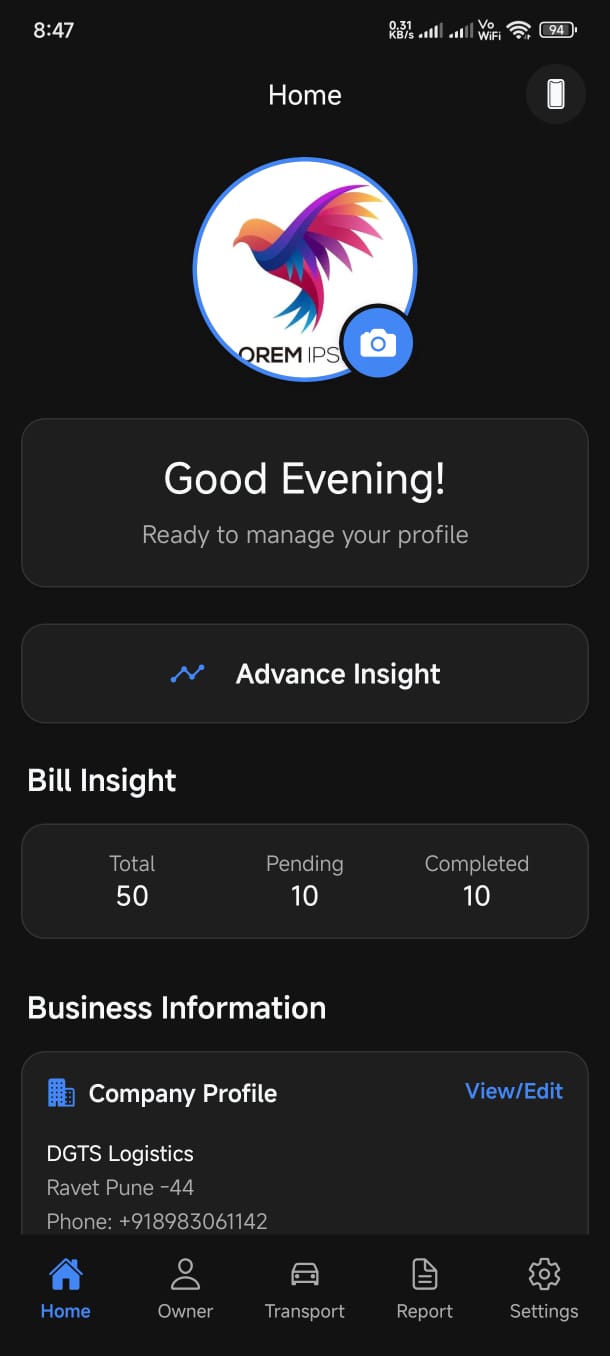 8:47
0.31
KB/s
Vo
WiFi
94
Home
OREM IPS
Good Evening!
Ready to manage your profile
Advance Insight
Bill Insight
Total Pending Completed
50 10 10
Business Information
Company Profile View/Edit
DGTS Logistics
Ravet Pune -44
Phone: +918983061142
Home Owner Transport Report Settings